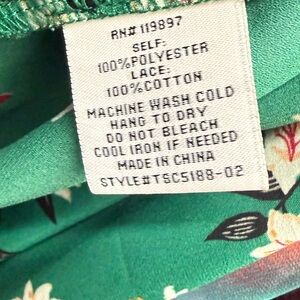 RN# 119897
SELF:
100%POLYESTER
LACE:
100%COTTON
MACHINE WASH COLD
HANG TO DRY
DO NOT BLEACH
COOL IRON IF NEEDED
MADE IN CHINA
STYLE#TSC5188-02